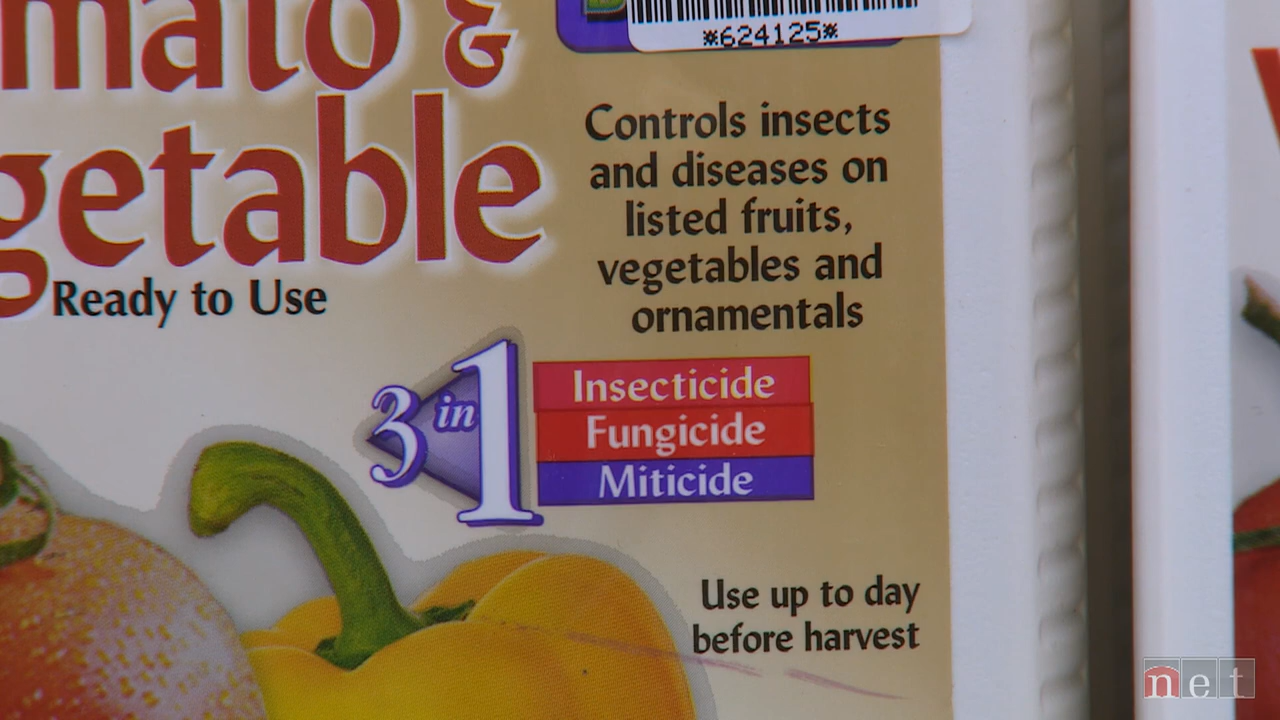 mato &
getable
Ready to Use
*624125*
Controls insects
and diseases on
listed fruits,
vegetables and
ornamentals
3 in 1
Insecticide
Fungicide
Miticide
Use up to day
before harvest
net